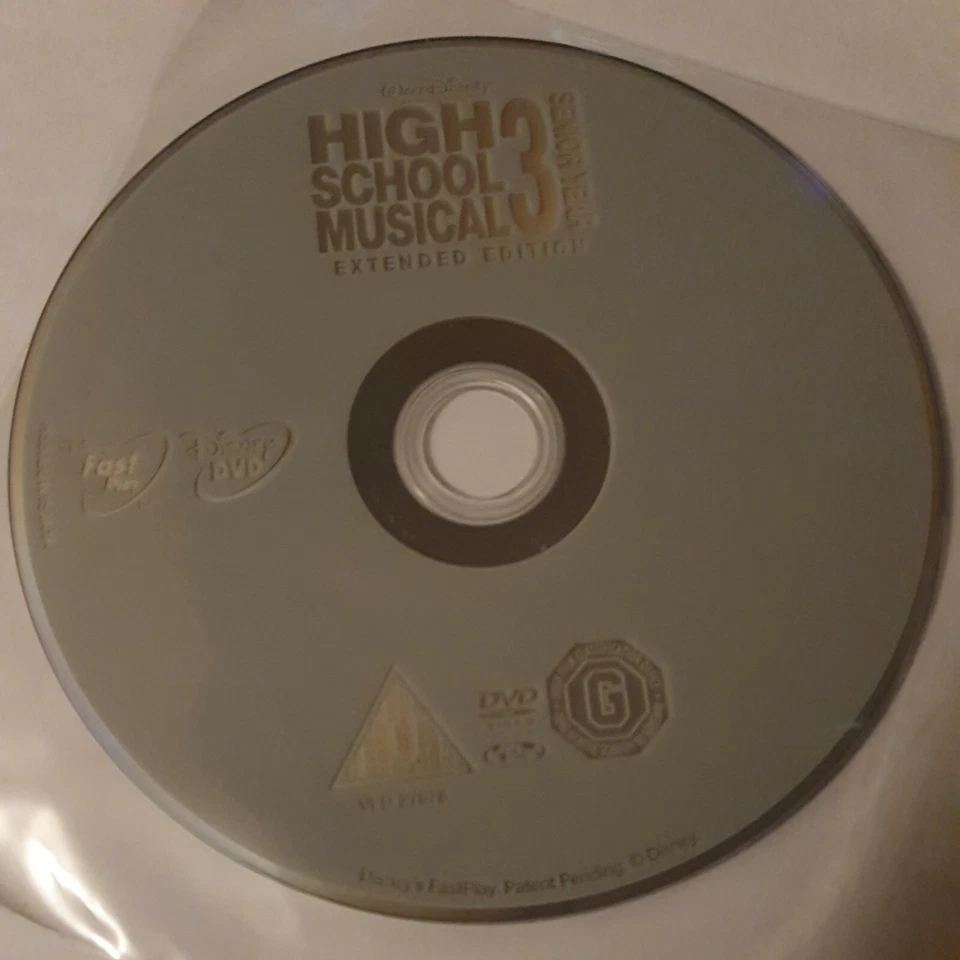 WALT DISNEY
HIGH
SCHOOL
MUSICAL
3
SENIOR YEAR
EXTENDED EDITION
Fast
Play
Disney
DVD
U
DVD
VIDEO
G
Disney's FastPlay. Patent Pending. © Disney